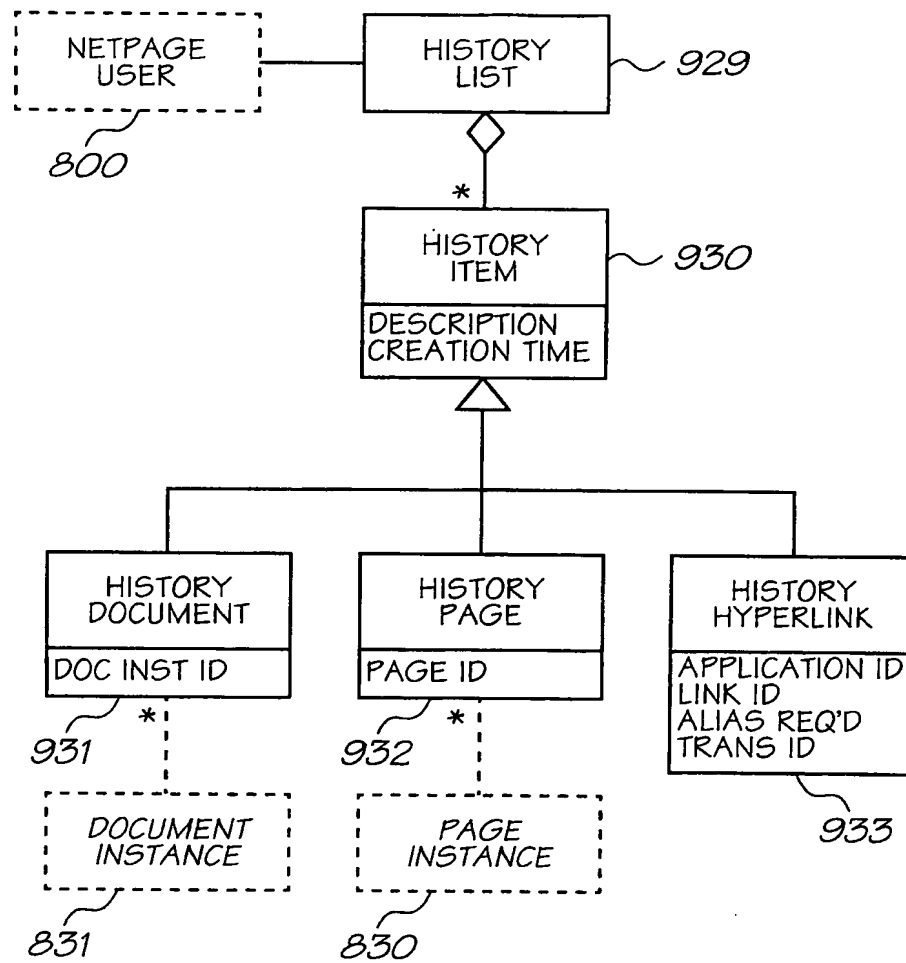 NETPAGE
USER
800
HISTORY
LIST
929
*
HISTORY
ITEM
930
DESCRIPTION
CREATION TIME
HISTORY
DOCUMENT
DOC INST ID
931
*
DOCUMENT
INSTANCE
831
HISTORY
PAGE
PAGE ID
932
*
PAGE
INSTANCE
830
HISTORY
HYPERLINK
APPLICATION ID
LINK ID
ALIAS REQ'D
TRANS ID
933